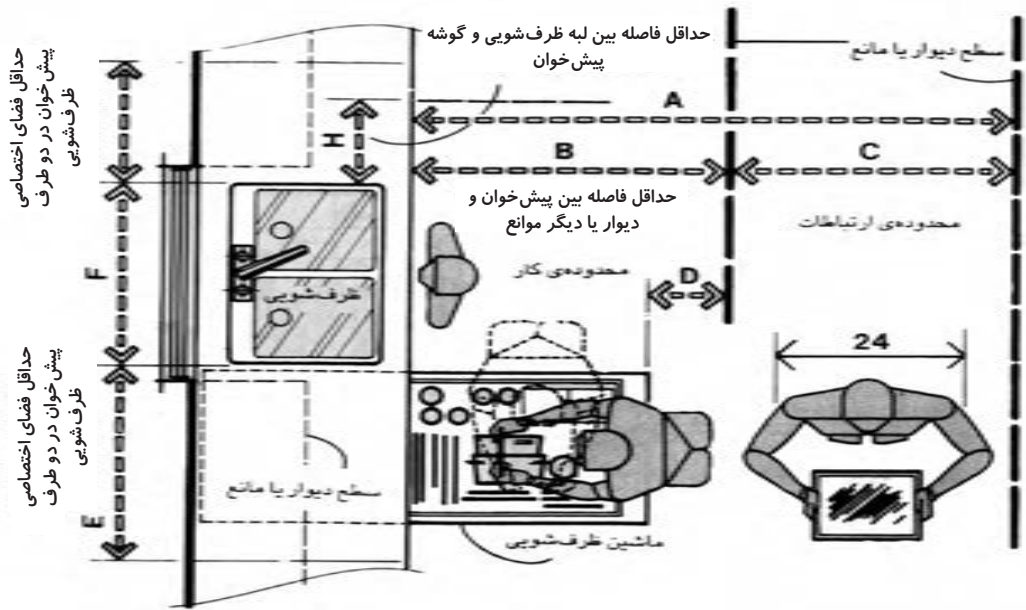 حداقل فاصله بین لبه ظرف‌شویی و گوشه
پیش‌خوان
سطح دیوار یا مانع
A
H
B
C
حداقل فاصله بین پیش‌خوان و
دیوار یا دیگر موانع
محدوده‌ی ارتباطات
محدوده‌ی کار
D
حداقل فضای اختصاصی
پیش‌خوان در دو طرف
ظرف‌شویی
F
ظرف‌شویی
24
حداقل فضای اختصاصی
پیش‌خوان در دو طرف
ظرف‌شویی
E
سطح دیوار یا مانع
ماشین ظرف‌شویی